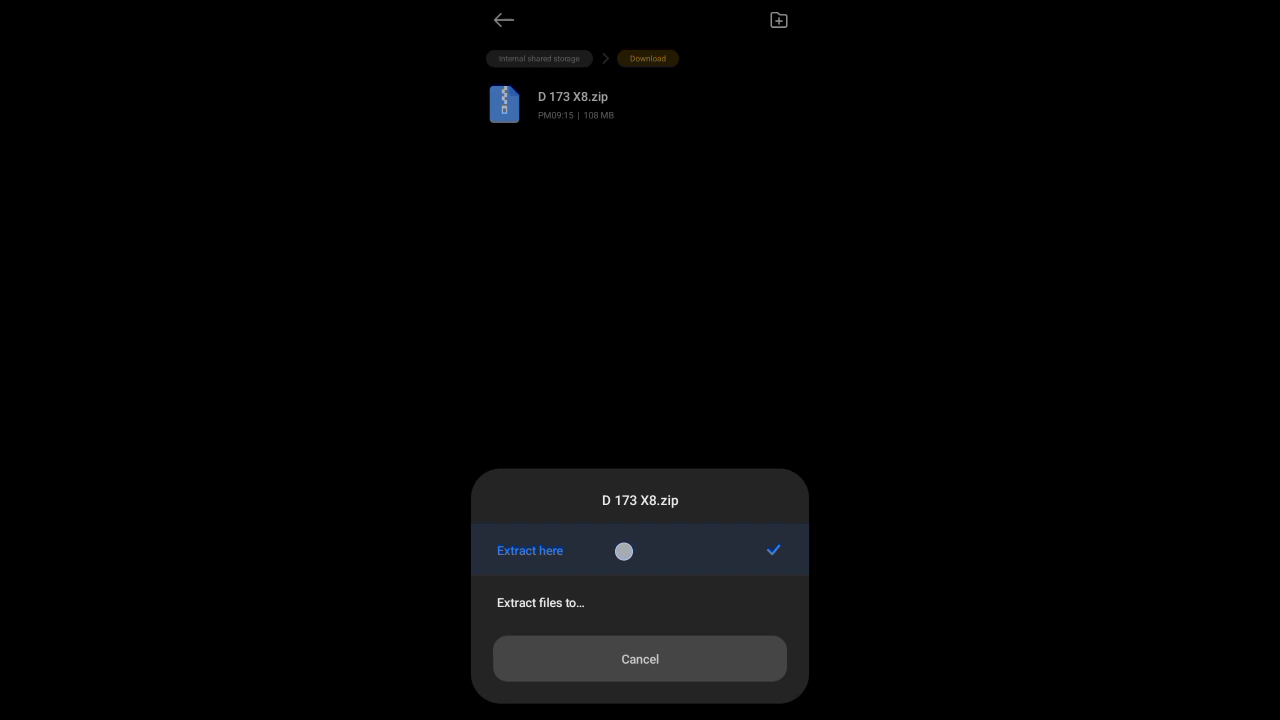 Internal shared storage
Download
D 173 X8.zip
PM09:15 | 108 MB
D 173 X8.zip
Extract here
Extract files to...
Cancel